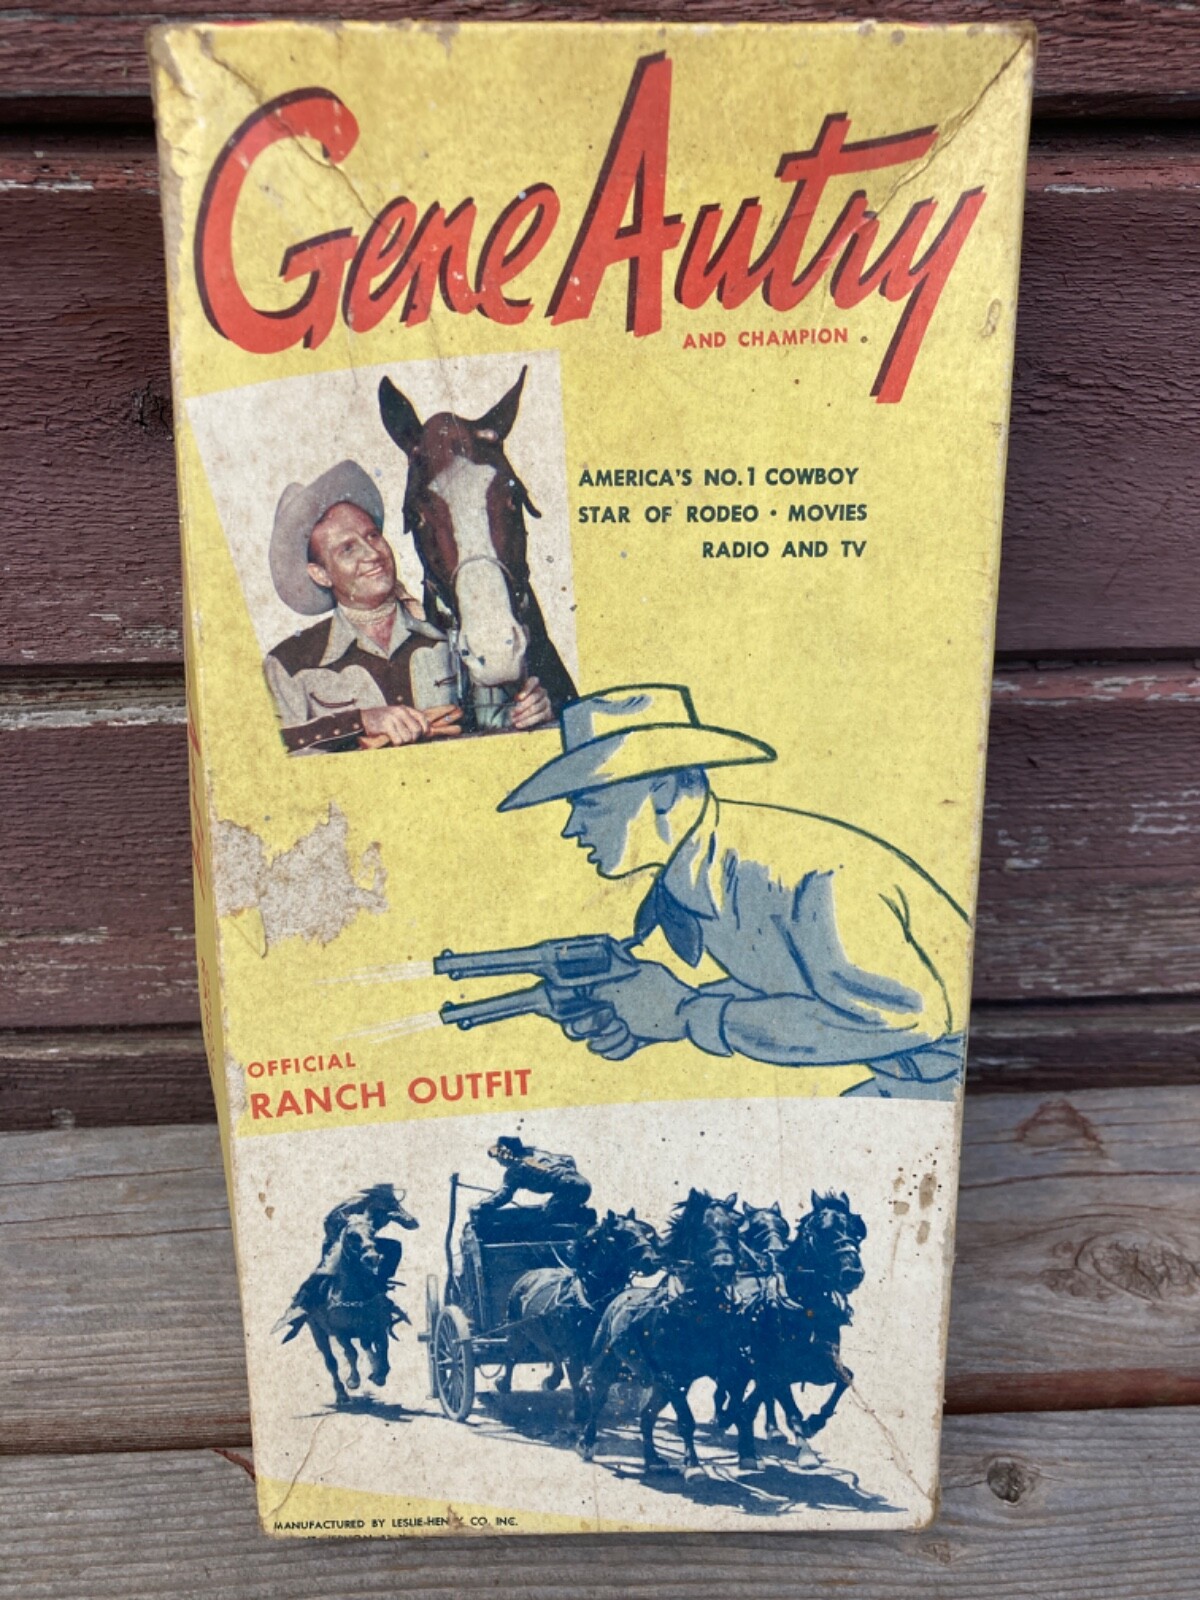 Gene Autry
AND CHAMPION
AMERICA'S NO.1 COWBOY
STAR OF RODEO • MOVIES
RADIO AND TV
OFFICIAL
RANCH OUTFIT
MANUFACTURED BY LESLIE-HEN Y CO. INC.